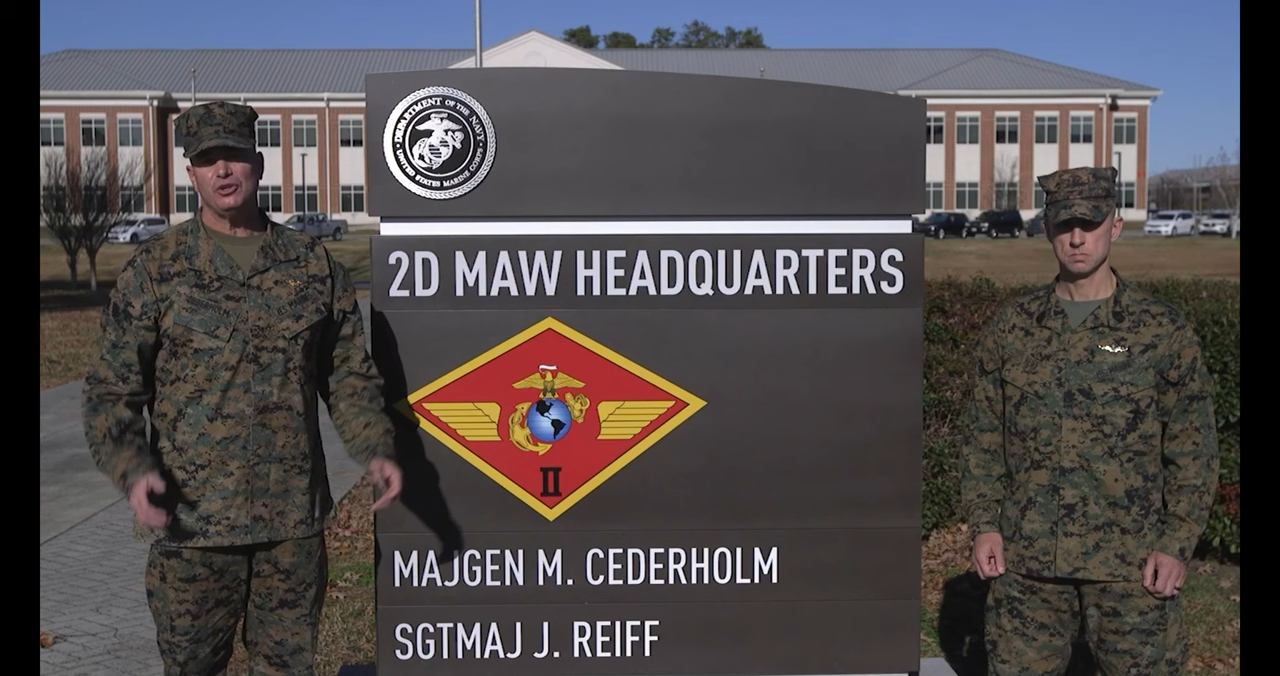 DEPARTMENT OF THE NAVY
UNITED STATES MARINE CORPS
2D MAW HEADQUARTERS
II
MAJGEN M. CEDERHOLM
SGTMAJ J. REIFF